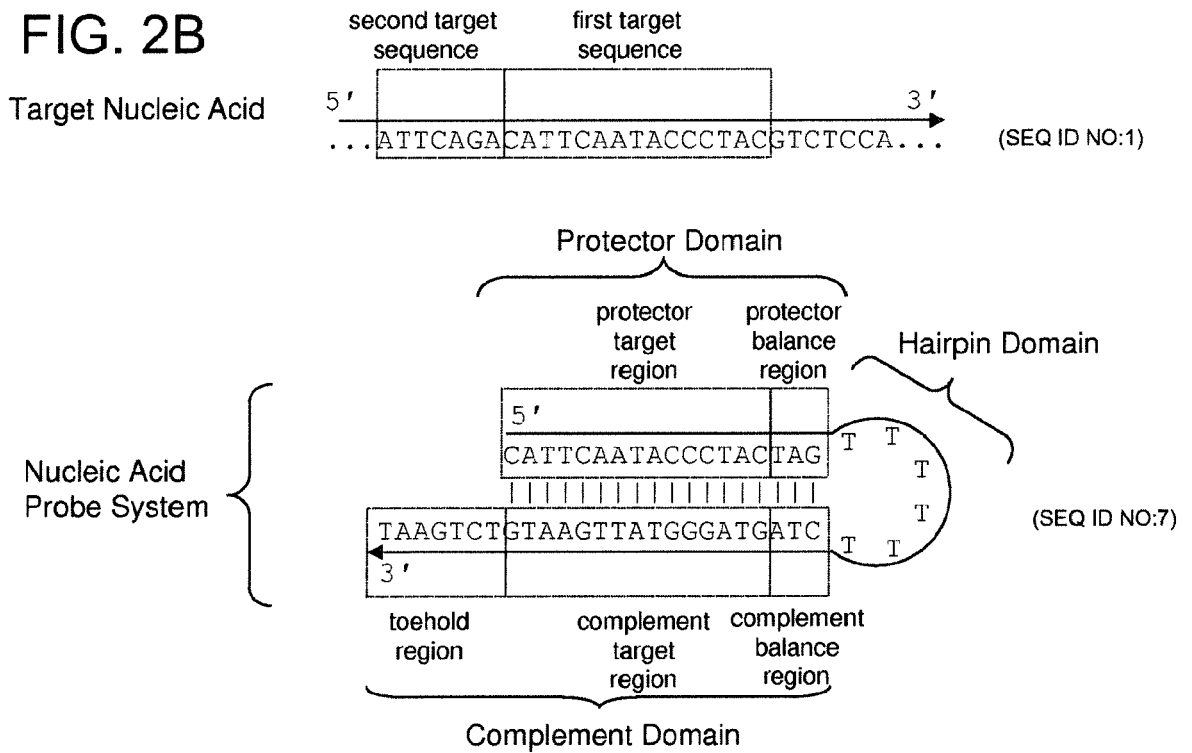 FIG. 2B
second target
sequence
first target
sequence
Target Nucleic Acid
5'
3'
...ATTCAGACATTCAATACCCTACGTCTCCA...
(SEQ ID NO:1)
Protector Domain
protector
target
region
protector
balance
region
Hairpin Domain
Nucleic Acid
Probe System
5'
CATTCAATACCCTACTAG
T
T
T
T
T
T
TAAGTCTGTAAGTTATGGGATGATC
3'
(SEQ ID NO:7)
toehold
region
complement
target
region
complement
balance
region
Complement Domain